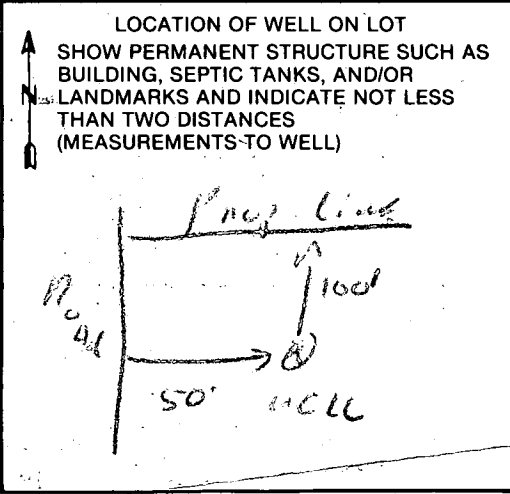 LOCATION OF WELL ON LOT
SHOW PERMANENT STRUCTURE SUCH AS
BUILDING, SEPTIC TANKS, AND/OR
N LANDMARKS AND INDICATE NOT LESS
THAN TWO DISTANCES
(MEASUREMENTS TO WELL)
Prop. Line
100'
Road
50' WELL